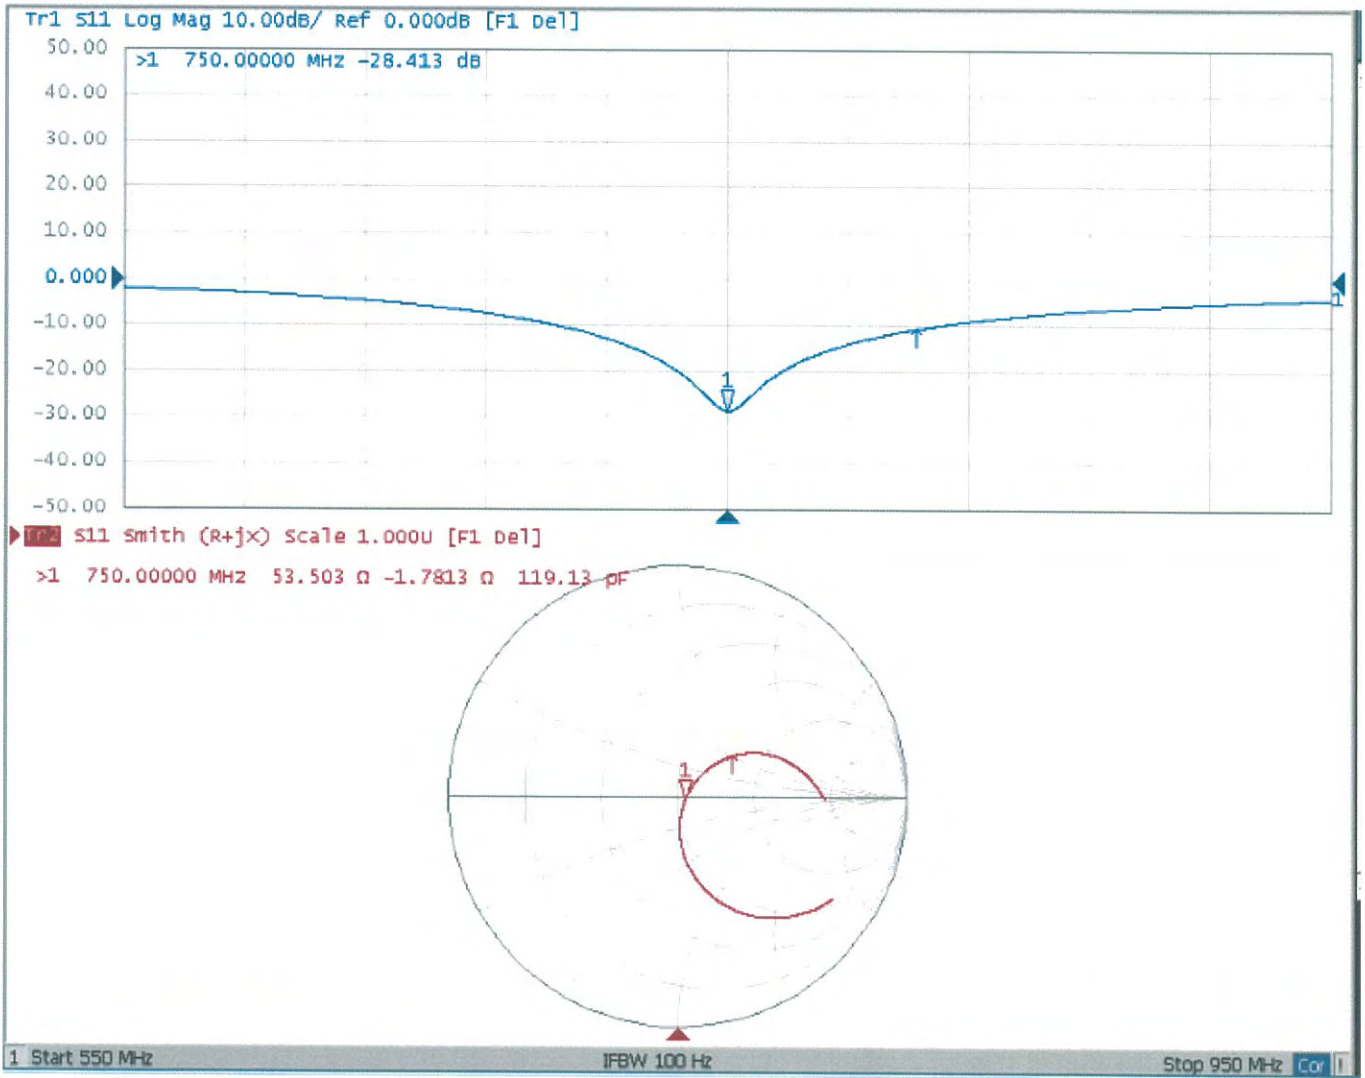 Tr1 S11 Log Mag 10.00dB/ Ref 0.000dB [F1 Del]
50.00
>1 750.00000 MHz -28.413 dB
40.00
30.00
20.00
10.00
0.000
1
-10.00
-20.00
1
-30.00
-40.00
-50.00
Tr2 S11 Smith (R+jX) Scale 1.000U [F1 Del]
>1 750.00000 MHz 53.503 Ω -1.7813 Ω 119.13 pF
1
1 Start 550 MHz IFBW 100 Hz Stop 950 MHz Cor !